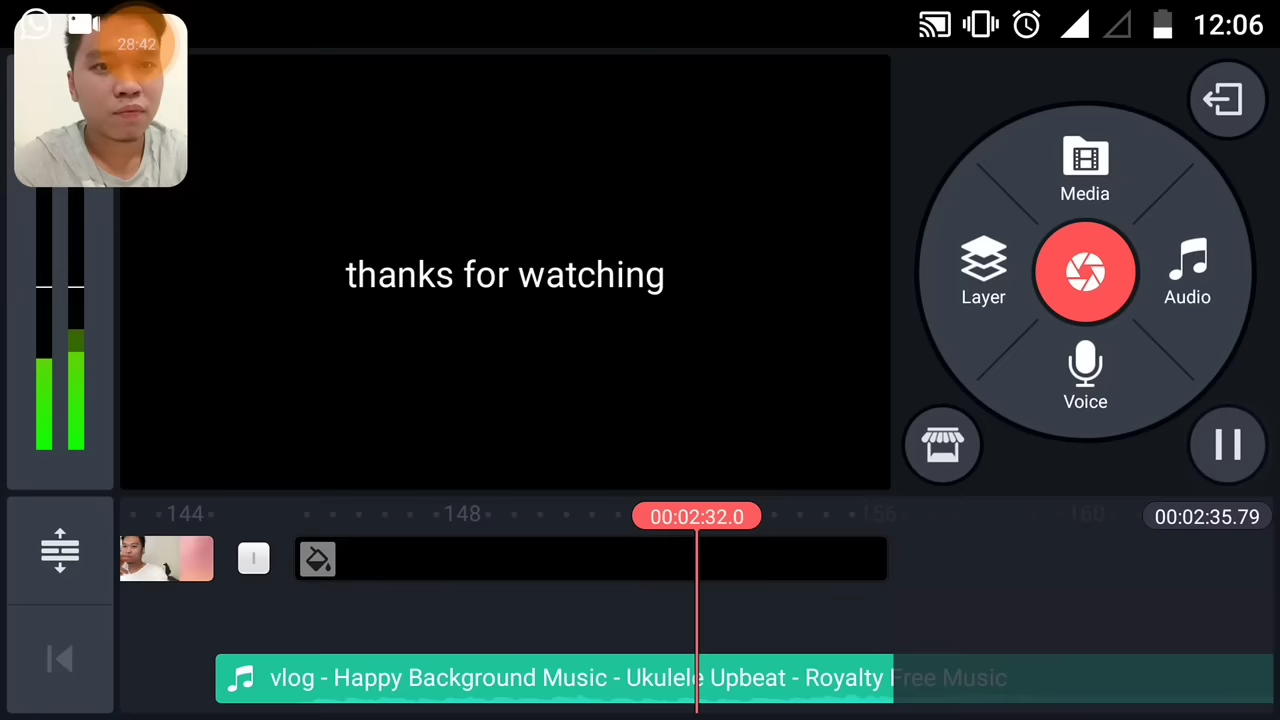 28:42
12:06
Media
thanks for watching
Layer
Audio
Voice
144
148
00:02:32.0
156
160
00:02:35.79
vlog - Happy Background Music - Ukulele Upbeat - Royalty Free Music